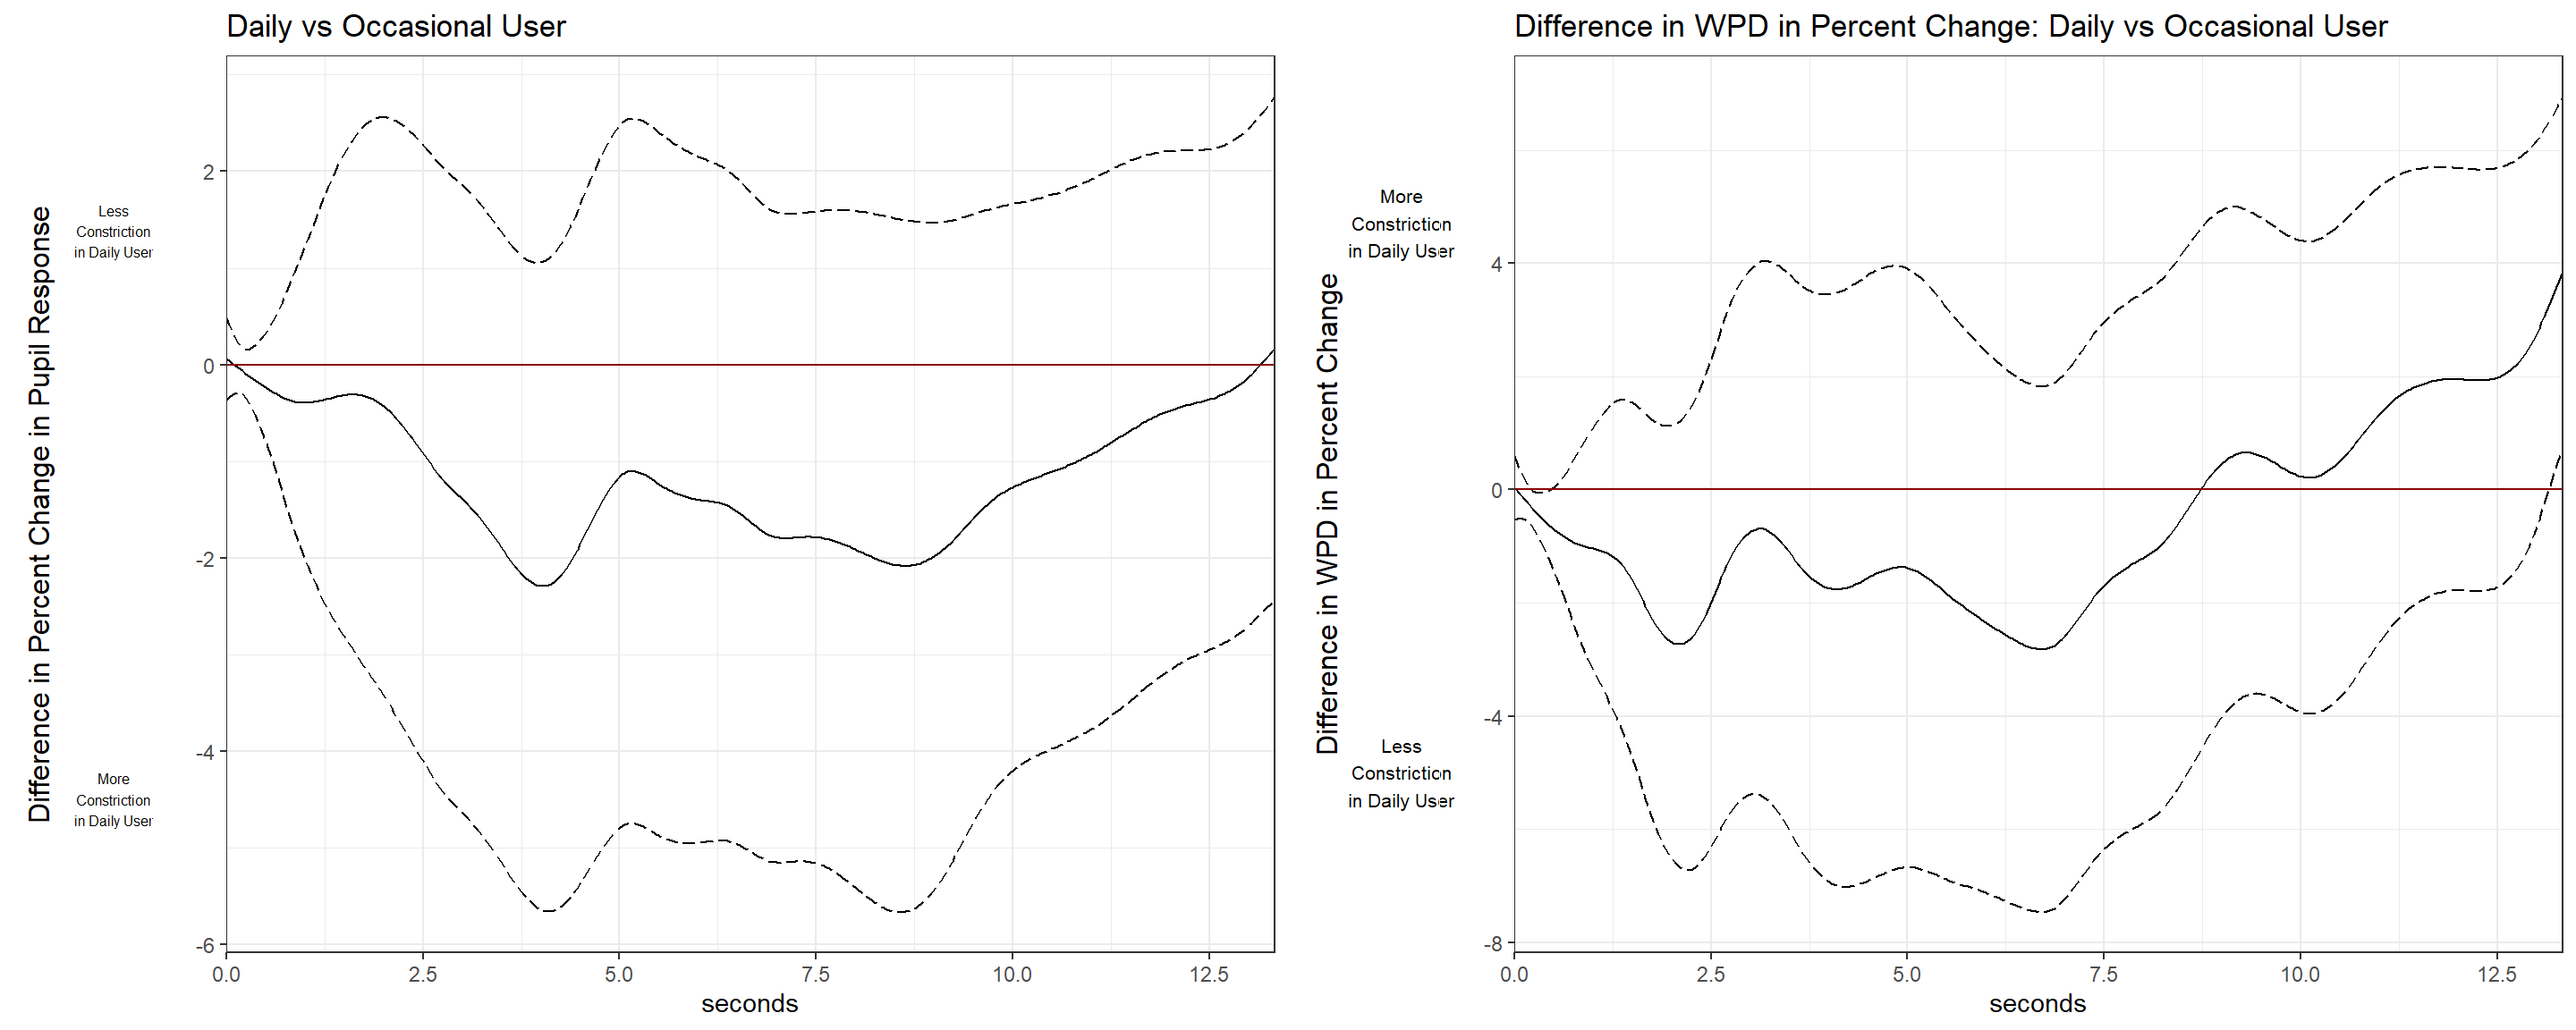 Daily vs Occasional User
Difference in Percent Change in Pupil Response
Less
Constriction
in Daily User
More
Constriction
in Daily User
2
0
-2
-4
-6
0.0 2.5 5.0 7.5 10.0 12.5
seconds
Difference in WPD in Percent Change: Daily vs Occasional User
Difference in WPD in Percent Change
More
Constriction
in Daily User
Less
Constriction
in Daily User
4
0
-4
-8
0.0 2.5 5.0 7.5 10.0 12.5
seconds